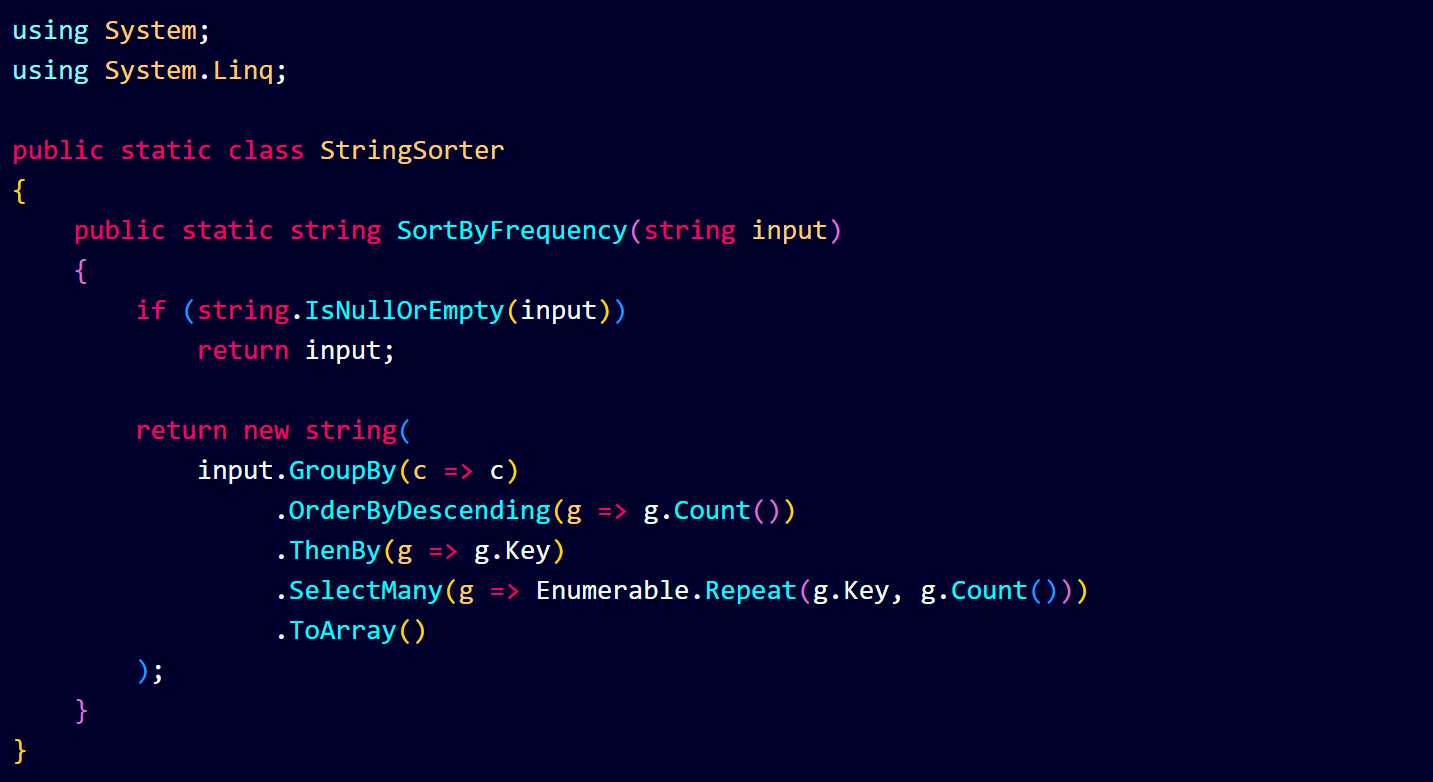 using System;
using System.Linq;

public static class StringSorter
{
    public static string SortByFrequency(string input)
    {
        if (string.IsNullOrEmpty(input))
            return input;

        return new string(
            input.GroupBy(c => c)
                 .OrderByDescending(g => g.Count())
                 .ThenBy(g => g.Key)
                 .SelectMany(g => Enumerable.Repeat(g.Key, g.Count()))
                 .ToArray()
        );
    }
}